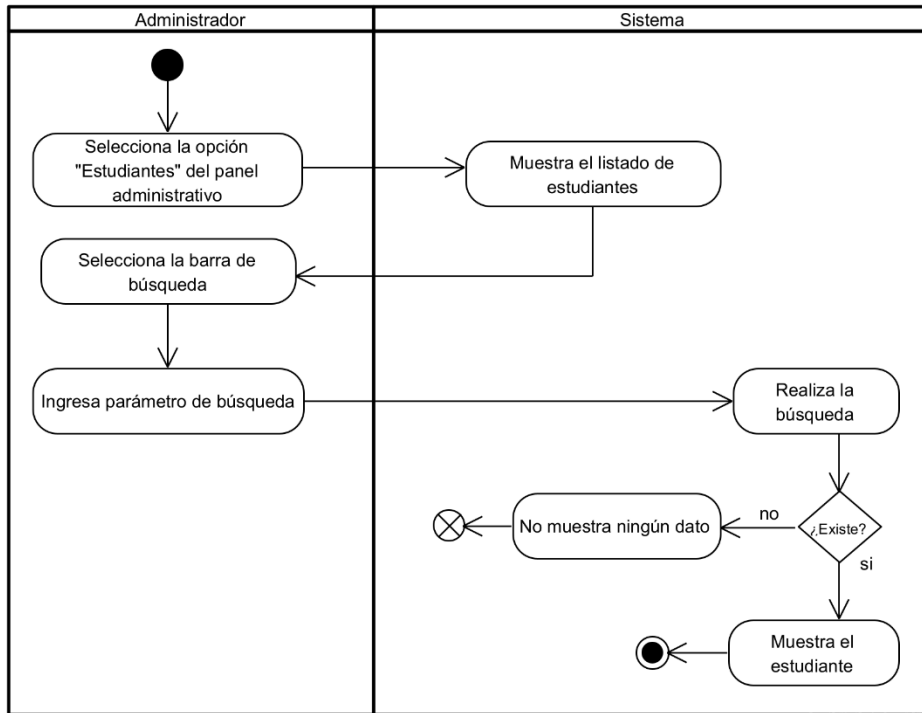 Administrador
Sistema
Selecciona la opción
"Estudiantes" del panel
administrativo
Muestra el listado de
estudiantes
Selecciona la barra de
búsqueda
Ingresa parámetro de búsqueda
Realiza la
búsqueda
¿Existe?
no
No muestra ningún dato
si
Muestra el
estudiante